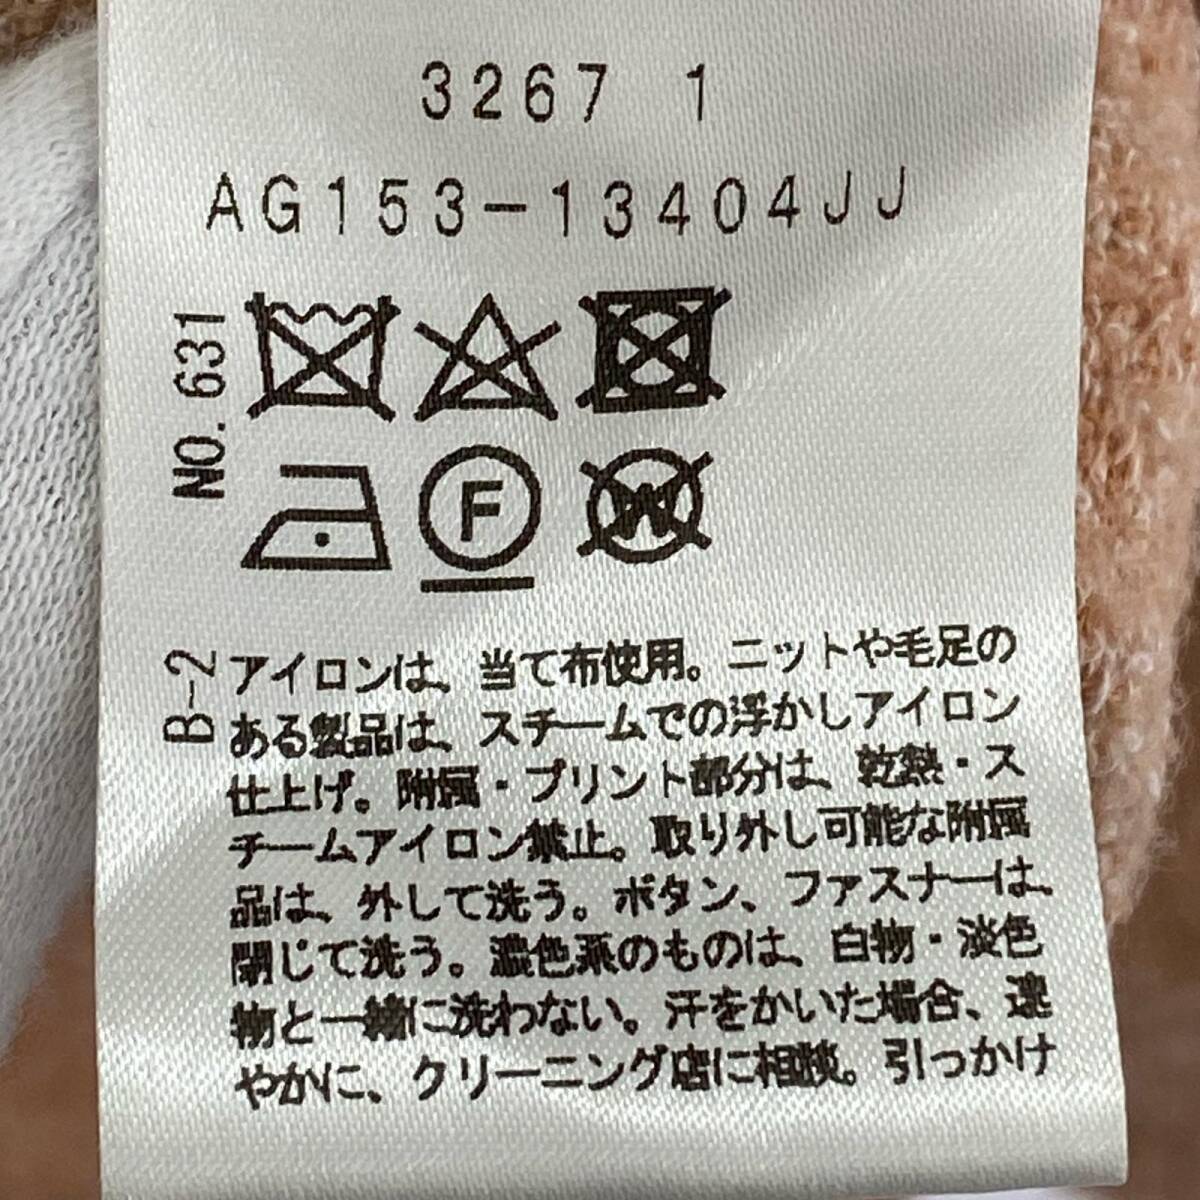 3267 1
AG153-13404JJ
NO.631
F
W
B-2
アイロンは、当て布使用。ニットや毛足の
ある製品は、スチームでの浮かしアイロン
仕上げ。附属・プリント部分は、乾熱・ス
チームアイロン禁止。取り外し可能な附属
品は、外して洗う。ボタン、ファスナーは、
閉じて洗う。濃色系のものは、白物・淡色
物と一緒に洗わない。汗をかいた場合、速
やかに、クリーニング店に相談。引っかけ